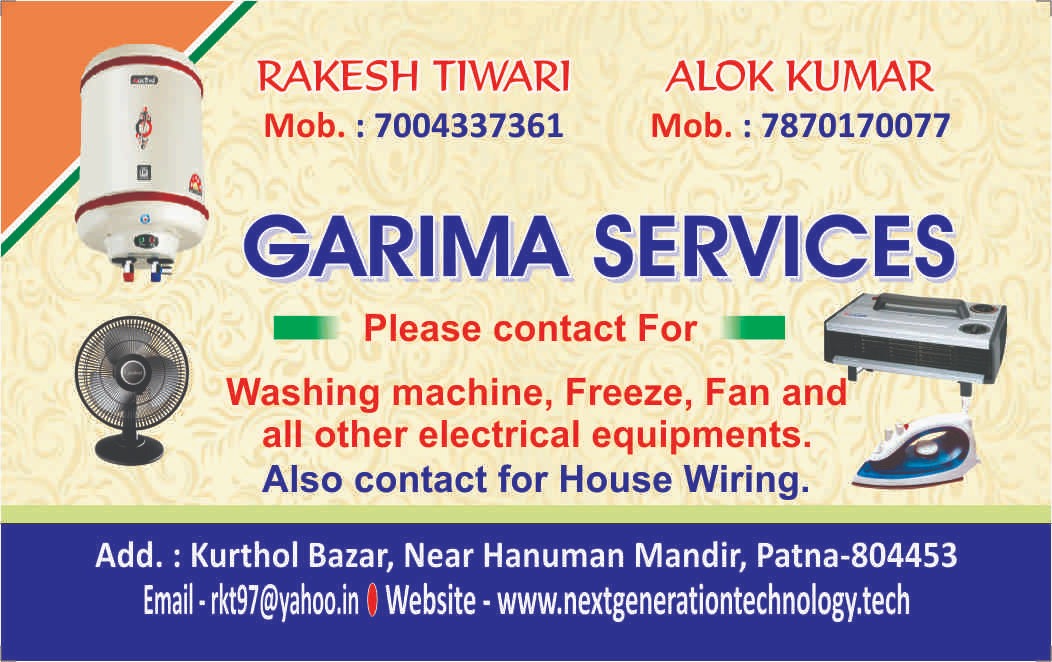 RAKESH TIWARI
ALOK KUMAR
Mob. : 7004337361
Mob. : 7870170077
GARIMA SERVICES
Please contact For
Washing machine, Freeze, Fan and
all other electrical equipments.
Also contact for House Wiring.
Add. : Kurthol Bazar, Near Hanuman Mandir, Patna-804453
Email - rkt97@yahoo.in Website - www.nextgenerationtechnology.tech